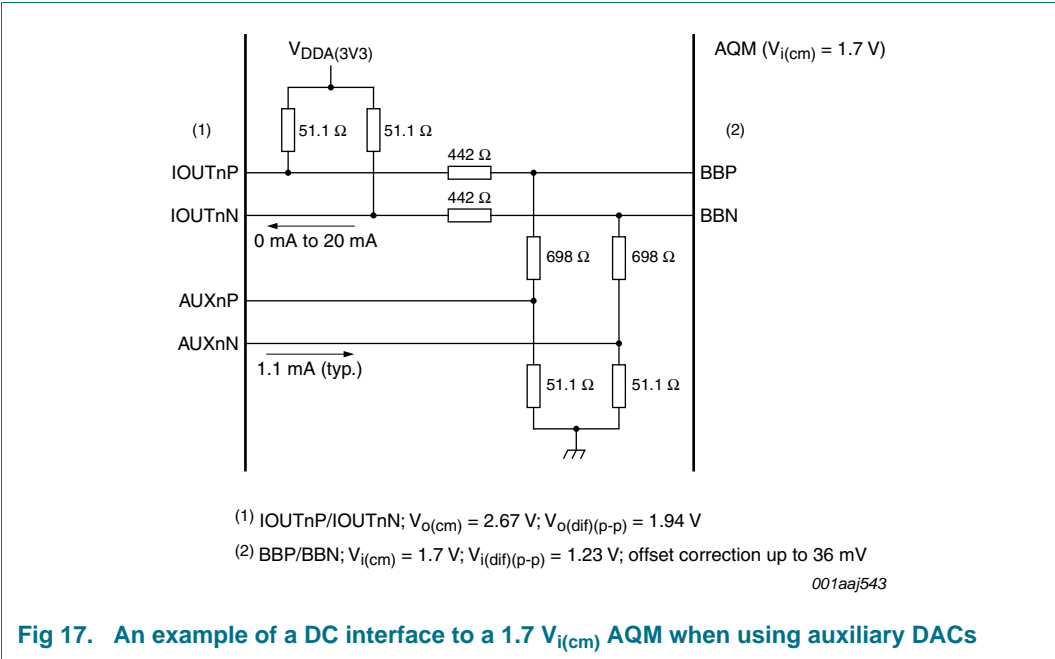 VDDA(3V3)
AQM (Vi(cm) = 1.7 V)
(1)
51.1 Ω
51.1 Ω
(2)
442 Ω
IOUTnP
BBP
442 Ω
IOUTnN
BBN
0 mA to 20 mA
698 Ω
698 Ω
AUXnP
AUXnN
1.1 mA (typ.)
51.1 Ω
51.1 Ω
(1) IOUTnP/IOUTnN; Vo(cm) = 2.67 V; Vo(dif)(p-p) = 1.94 V
(2) BBP/BBN; Vi(cm) = 1.7 V; Vi(dif)(p-p) = 1.23 V; offset correction up to 36 mV
001aaj543
Fig 17. An example of a DC interface to a 1.7 Vi(cm) AQM when using auxiliary DACs